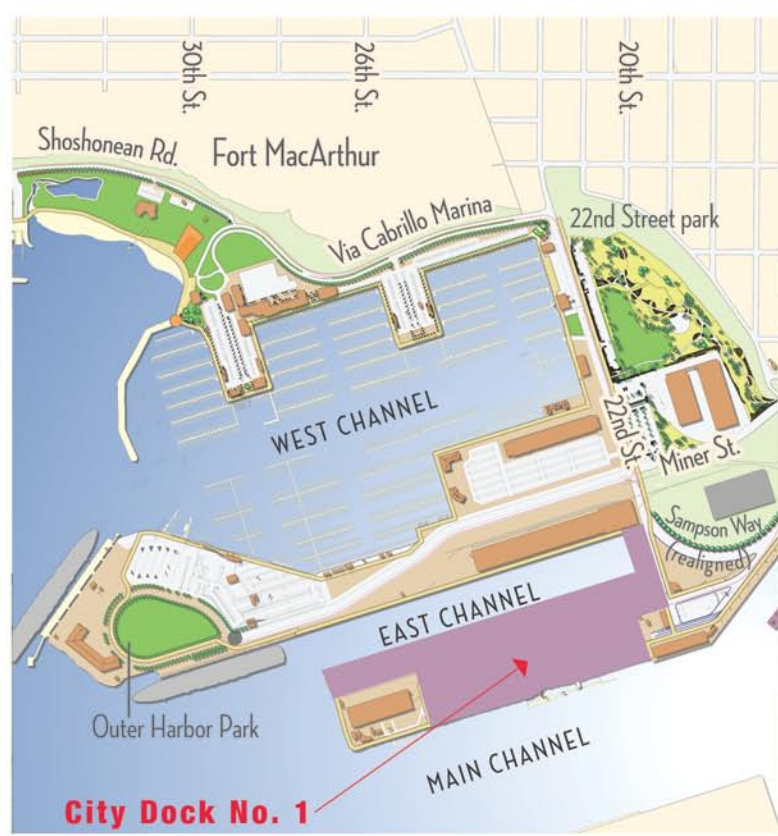 30th St.
26th St.
20th St.
Shoshonean Rd.
Fort MacArthur
Via Cabrillo Marina
22nd Street park
WEST CHANNEL
22nd St.
Miner St.
Sampson Way
(realigned)
EAST CHANNEL
Outer Harbor Park
MAIN CHANNEL
City Dock No. 1